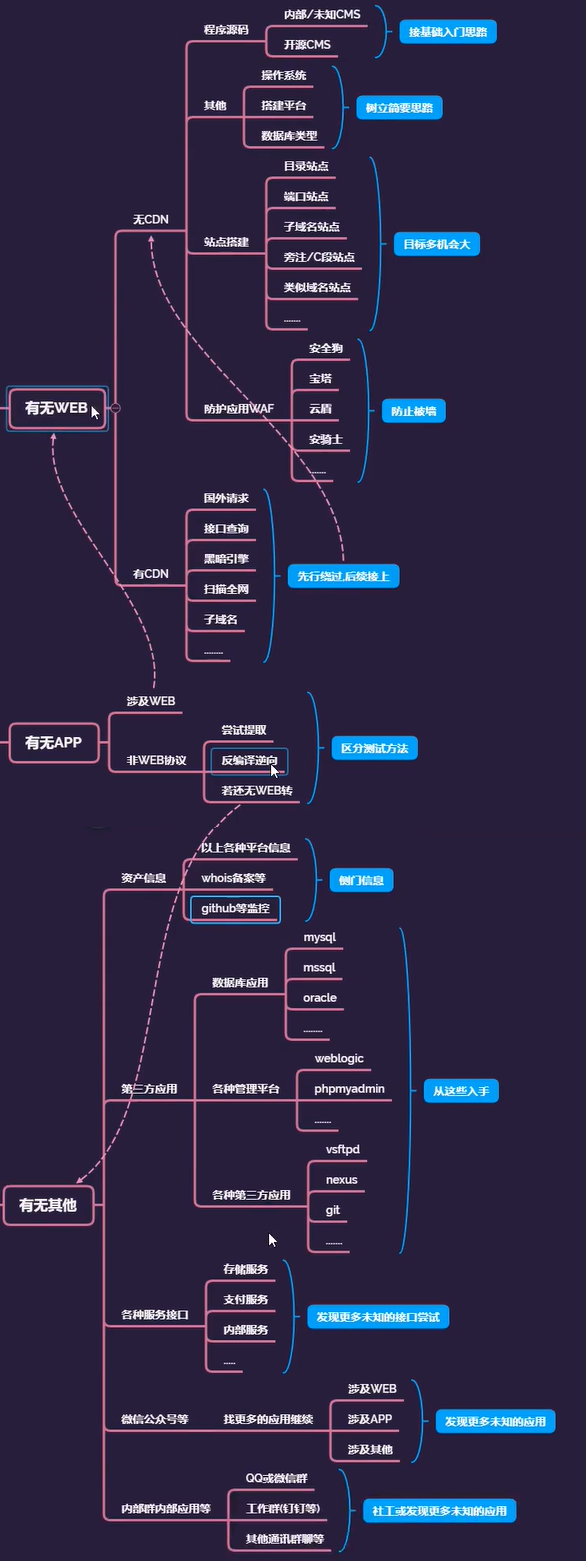 有无WEB
无CDN
程序源码
内部/未知CMS
开源CMS
接基础入门思路
其他
操作系统
搭建平台
数据库类型
树立简要思路
站点搭建
目录站点
端口站点
子域名站点
旁注/C段站点
类似域名站点
.......
目标多机会大
防护应用WAF
安全狗
宝塔
云盾
安骑士
.......
防止被墙
有CDN
国外请求
接口查询
黑暗引擎
扫描全网
子域名
........
先行绕过,后续接上
有无APP
涉及WEB
非WEB协议
尝试提取
反编译逆向
若还无WEB转
区分测试方法
有无其他
资产信息
以上各种平台信息
whois备案等
github等监控
侧门信息
第三方应用
数据库应用
mysql
mssql
oracle
........
各种管理平台
weblogic
phpmyadmin
.......
各种第三方应用
vsftpd
nexus
git
.......
从这些入手
各种服务接口
存储服务
支付服务
内部服务
.....
发现更多未知的接口尝试
微信公众号等
找更多的应用继续
涉及WEB
涉及APP
涉及其他
发现更多未知的应用
内部群内部应用等
QQ或微信群
工作群(钉钉等)
其他通讯群聊等
社工或发现更多未知的应用